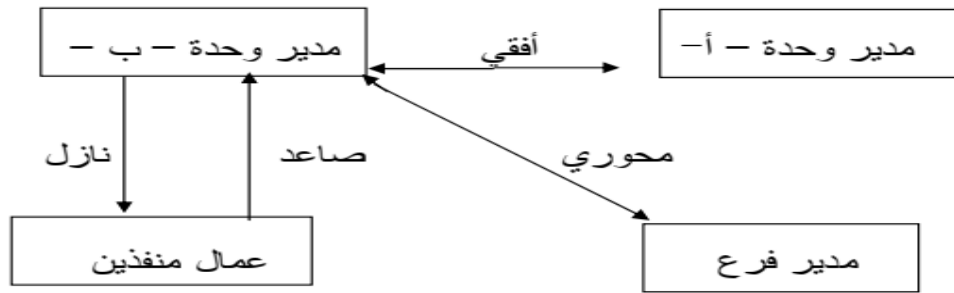 مدير وحدة – أ–
أفقي
مدير وحدة – ب –
محوري
صاعد
نازل
مدير فرع
عمال منفذين